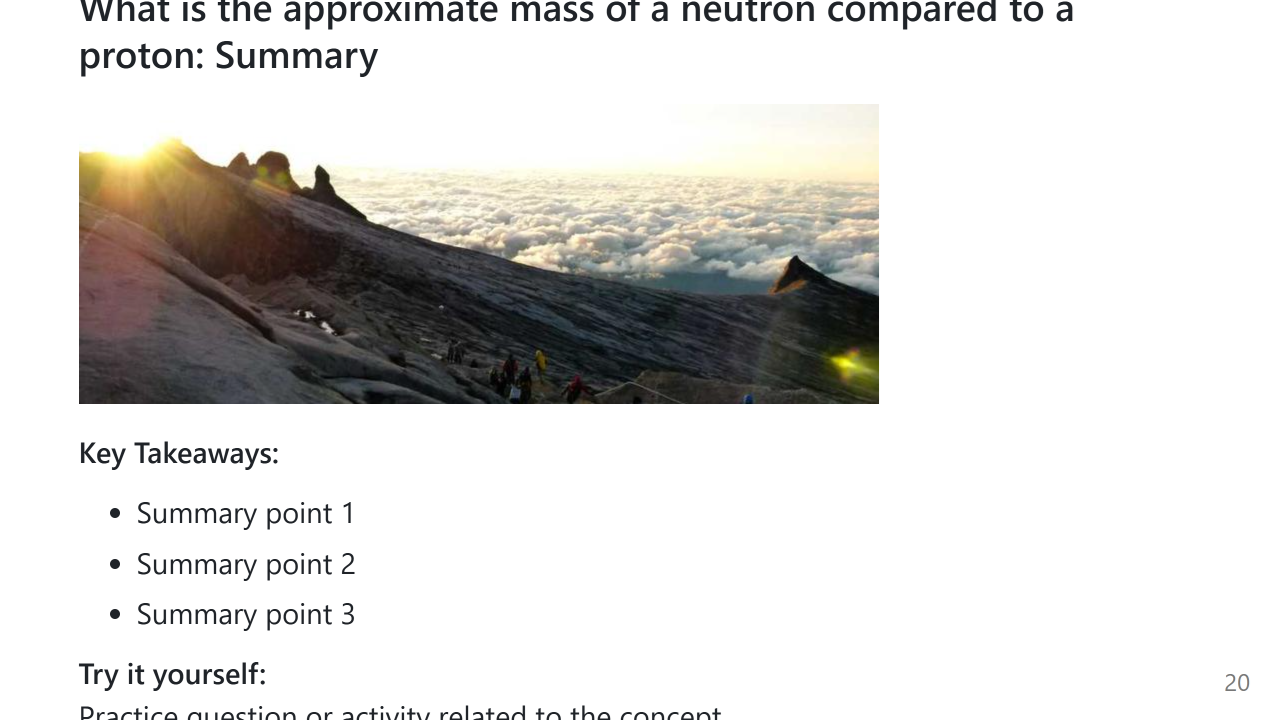 What is the approximate mass of a neutron compared to a
proton: Summary
Key Takeaways:
• Summary point 1
• Summary point 2
• Summary point 3
Try it yourself:
Practice question or activity related to the concept
20